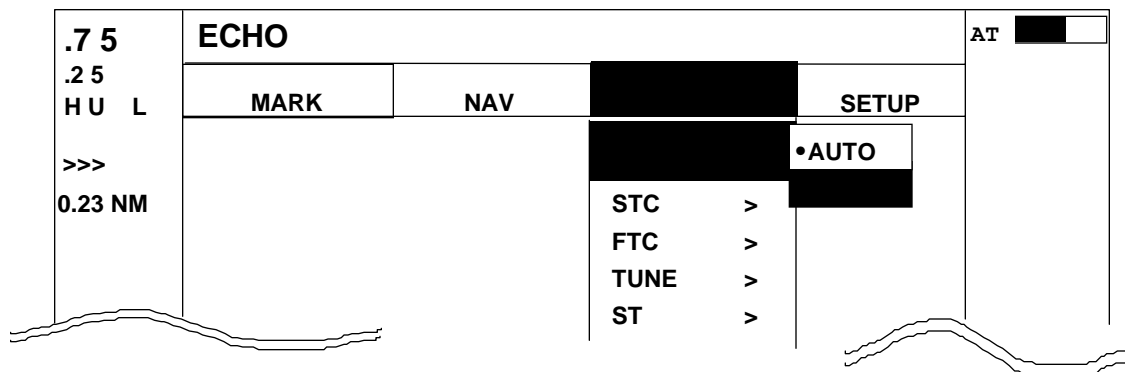 .7 5
ECHO
AT
.2 5
H U L
MARK NAV SETUP
>>>
•AUTO
0.23 NM
STC >
FTC >
TUNE >
ST >